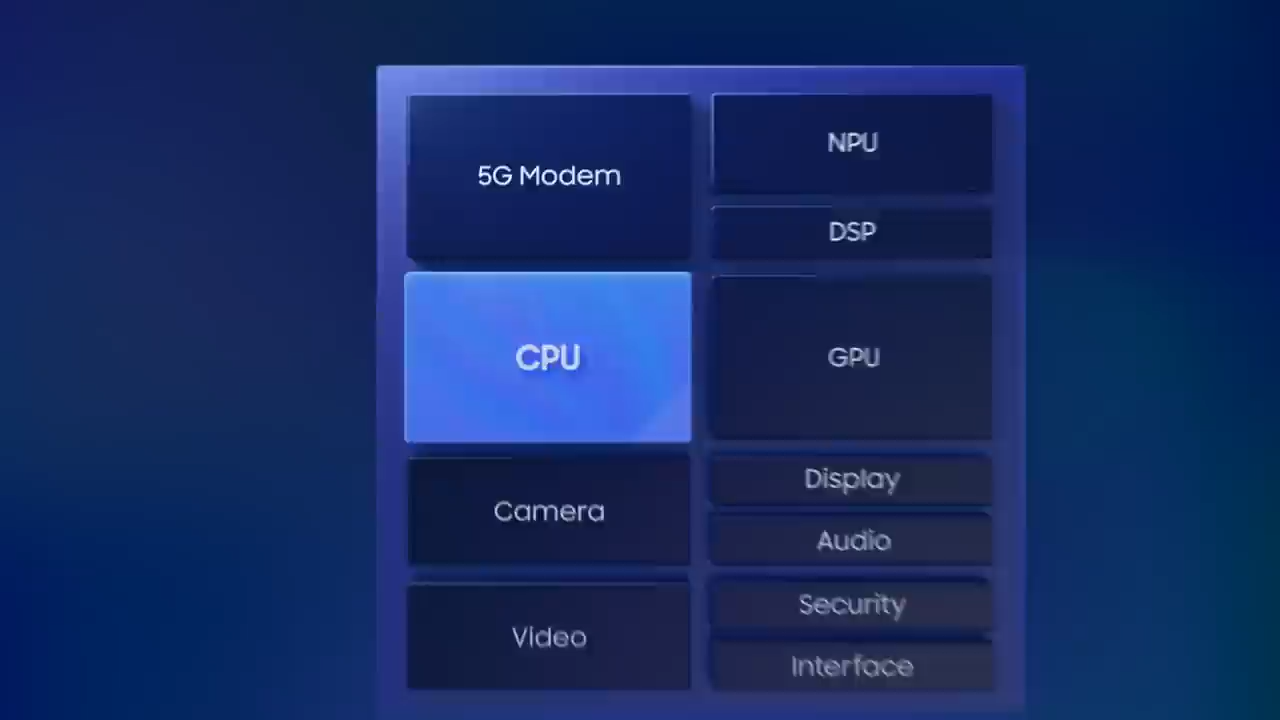 5G Modem
NPU
DSP
CPU
GPU
Camera
Display
Audio
Video
Security
Interface